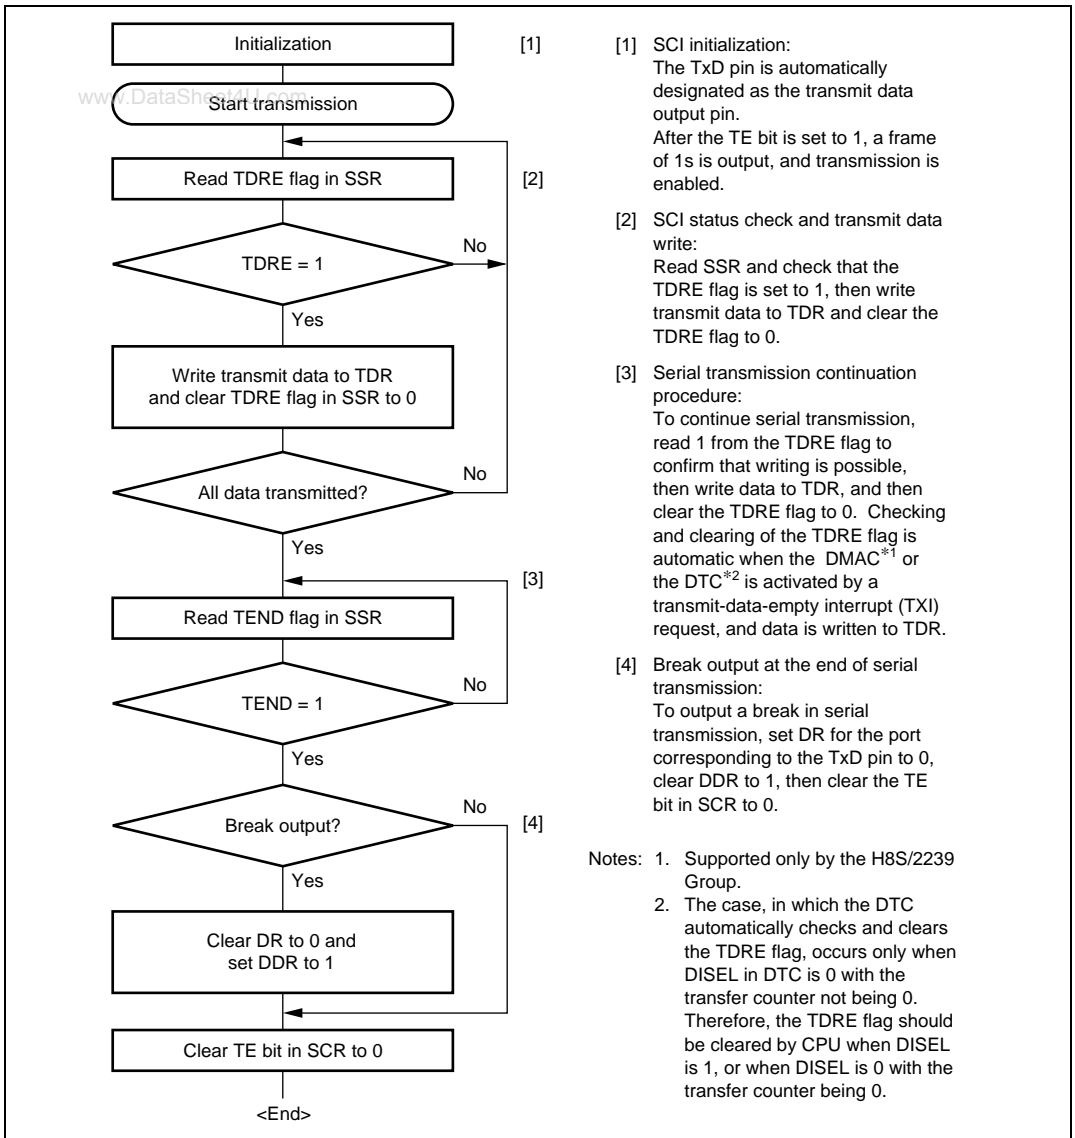 Initialization
[1]
www.DataSheet4U.com
Start transmission
Read TDRE flag in SSR
[2]
No
TDRE = 1
Yes
Write transmit data to TDR
and clear TDRE flag in SSR to 0
No
All data transmitted?
Yes
[3]
Read TEND flag in SSR
No
TEND = 1
Yes
No
Break output?
[4]
Yes
Clear DR to 0 and
set DDR to 1
Clear TE bit in SCR to 0
<End>
[1] SCI initialization:
The TxD pin is automatically
designated as the transmit data
output pin.
After the TE bit is set to 1, a frame
of 1s is output, and transmission is
enabled.
[2] SCI status check and transmit data
write:
Read SSR and check that the
TDRE flag is set to 1, then write
transmit data to TDR and clear the
TDRE flag to 0.
[3] Serial transmission continuation
procedure:
To continue serial transmission,
read 1 from the TDRE flag to
confirm that writing is possible,
then write data to TDR, and then
clear the TDRE flag to 0. Checking
and clearing of the TDRE flag is
automatic when the DMAC*1 or
the DTC*2 is activated by a
transmit-data-empty interrupt (TXI)
request, and data is written to TDR.
[4] Break output at the end of serial
transmission:
To output a break in serial
transmission, set DR for the port
corresponding to the TxD pin to 0,
clear DDR to 1, then clear the TE
bit in SCR to 0.
Notes: 1. Supported only by the H8S/2239
Group.
2. The case, in which the DTC
automatically checks and clears
the TDRE flag, occurs only when
DISEL in DTC is 0 with the
transfer counter not being 0.
Therefore, the TDRE flag should
be cleared by CPU when DISEL
is 1, or when DISEL is 0 with the
transfer counter being 0.